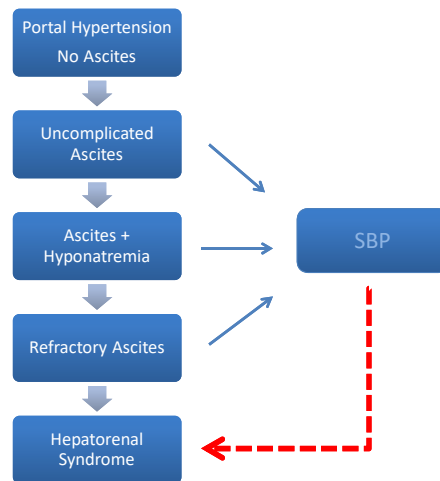 Portal Hypertension
No Ascites
Uncomplicated
Ascites
Ascites +
Hyponatremia
SBP
Refractory Ascites
Hepatorenal
Syndrome